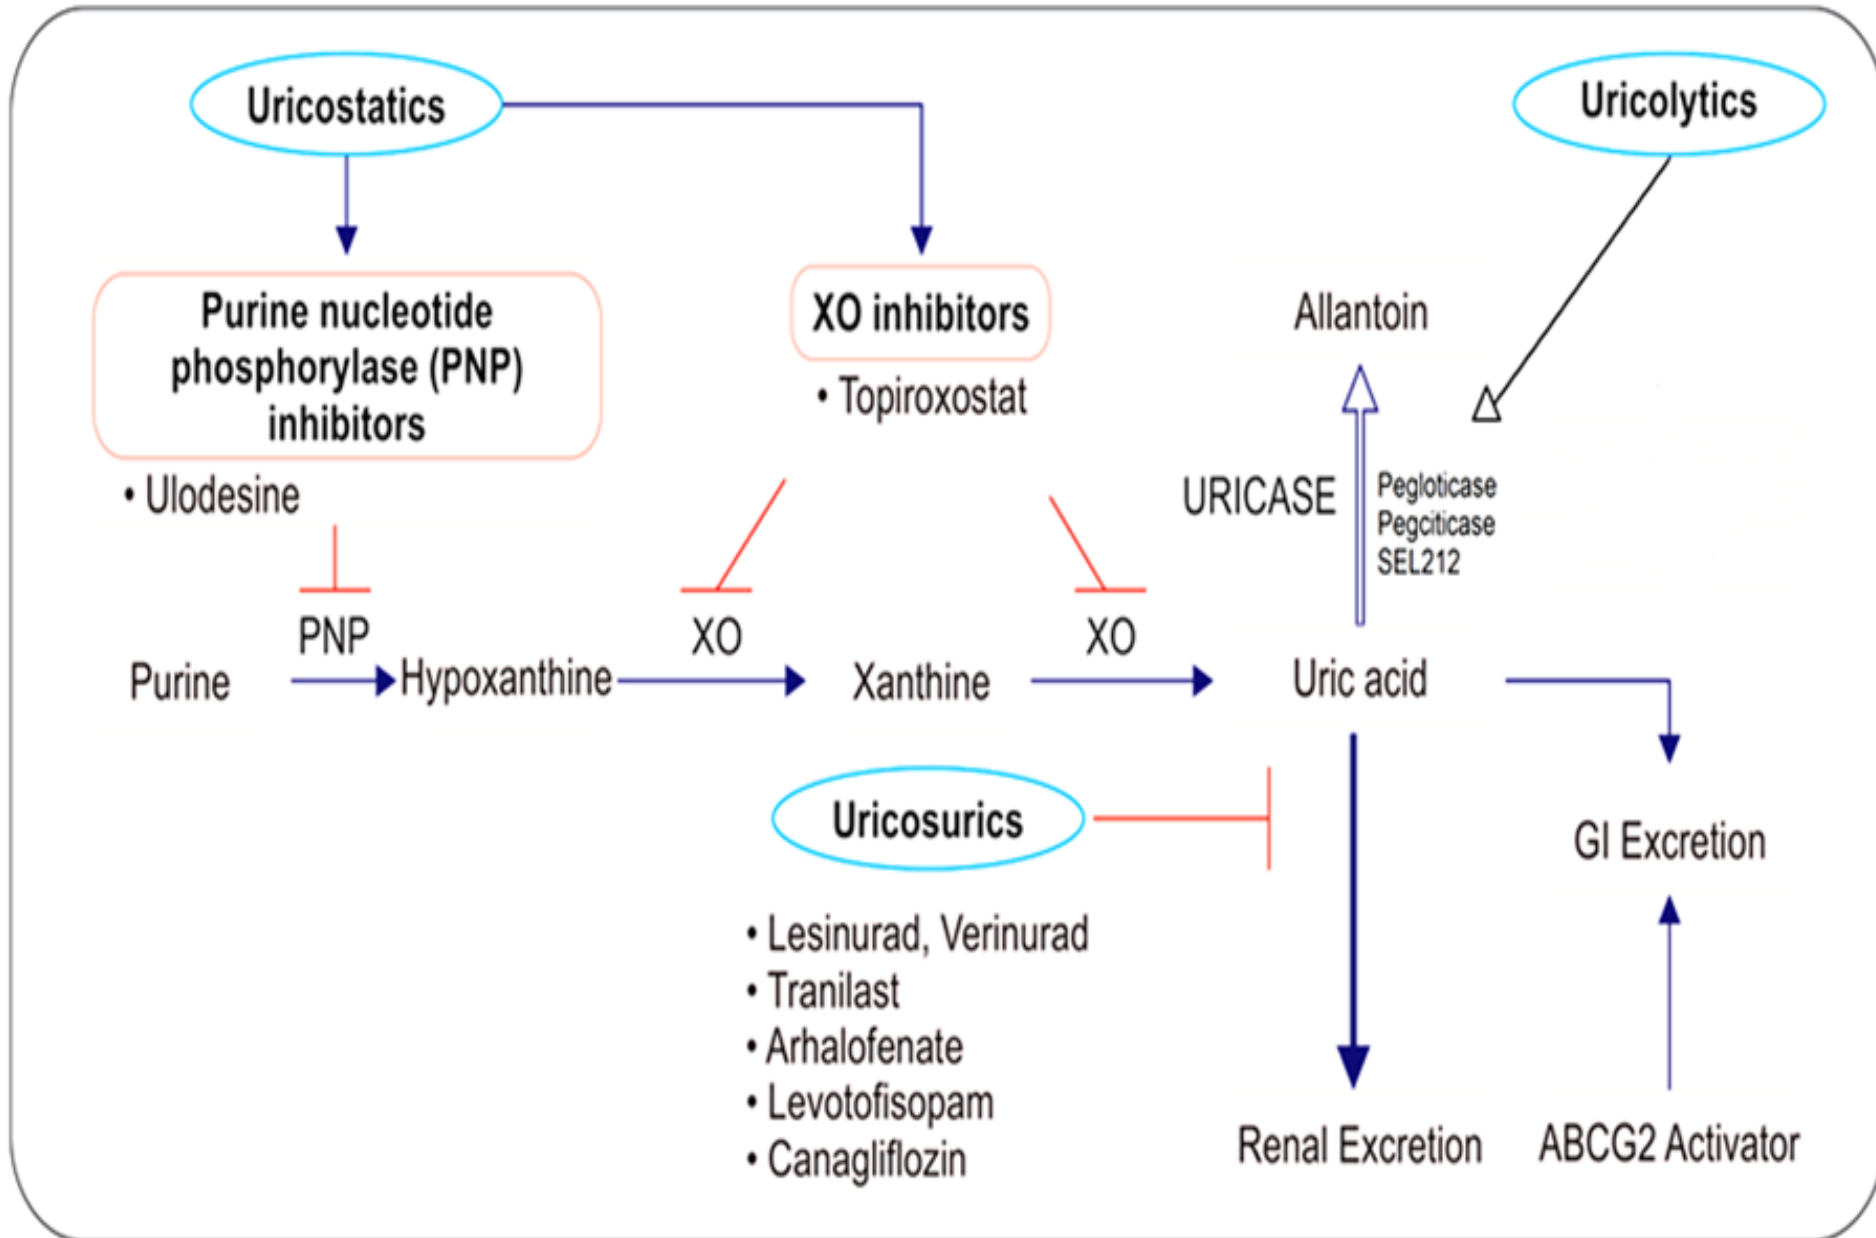 Uricostatics
Uricolytics
Purine nucleotide
phosphorylase (PNP)
inhibitors
• Ulodesine
XO inhibitors
• Topiroxostat
Allantoin
URICASE
Pegloticase
Pegciticase
SEL212
PNP
XO
XO
Purine
Hypoxanthine
Xanthine
Uric acid
Uricosurics
• Lesinurad, Verinurad
• Tranilast
• Arhalofenate
• Levotofisopam
• Canagliflozin
GI Excretion
Renal Excretion
ABCG2 Activator